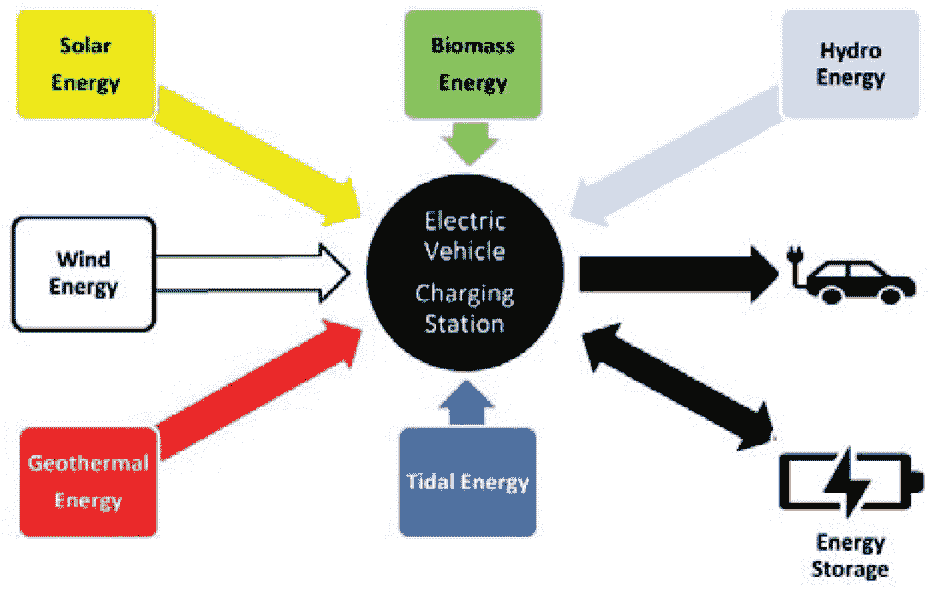 Solar
Energy
Biomass
Energy
Hydro
Energy
Wind
Energy
Electric
Vehicle
Charging
Station
Geothermal
Energy
Tidal Energy
Energy
Storage